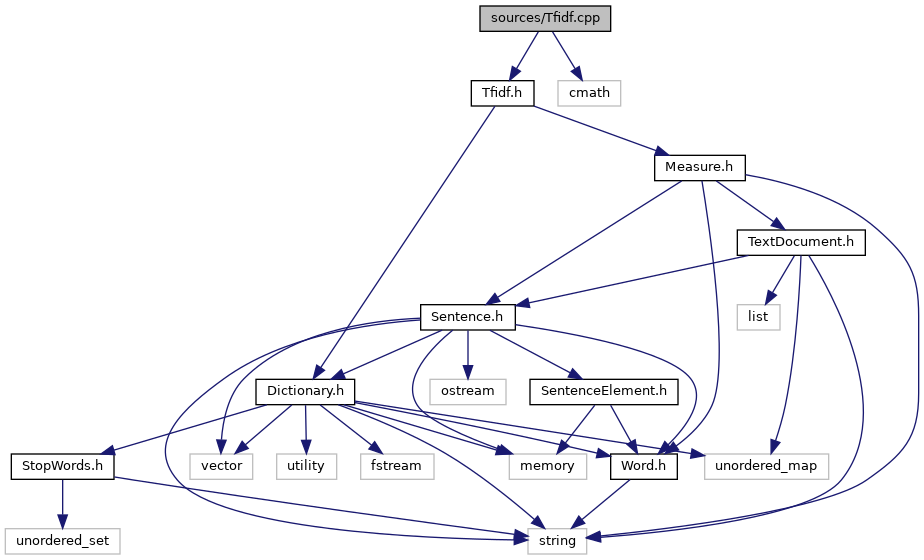 sources/Tfidf.cpp
Tfidf.h
cmath
Measure.h
TextDocument.h
Sentence.h
list
Dictionary.h
ostream
SentenceElement.h
StopWords.h
vector
utility
fstream
memory
Word.h
unordered_map
unordered_set
string